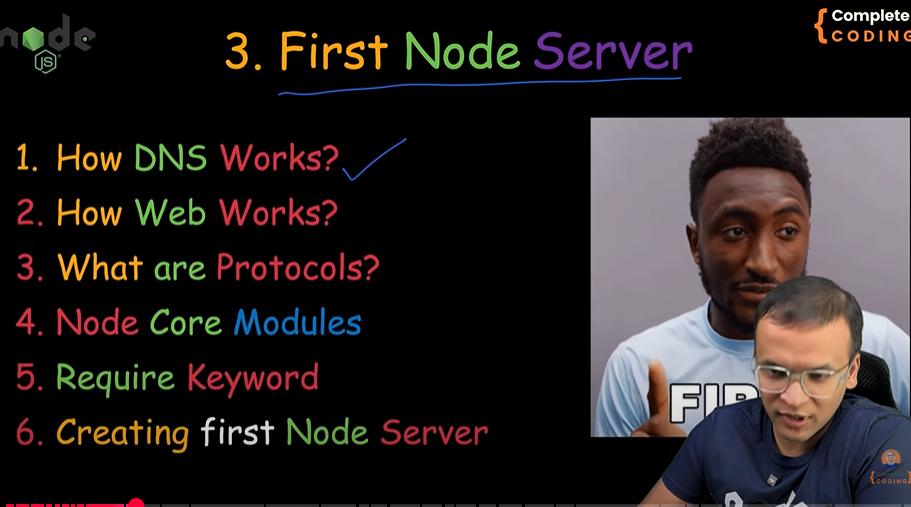 node
JS
3. First Node Server
{ Complete
CODING
1. How DNS Works?
2. How Web Works?
3. What are Protocols?
4. Node Core Modules
5. Require Keyword
6. Creating first Node Server
FIR
{CODING}